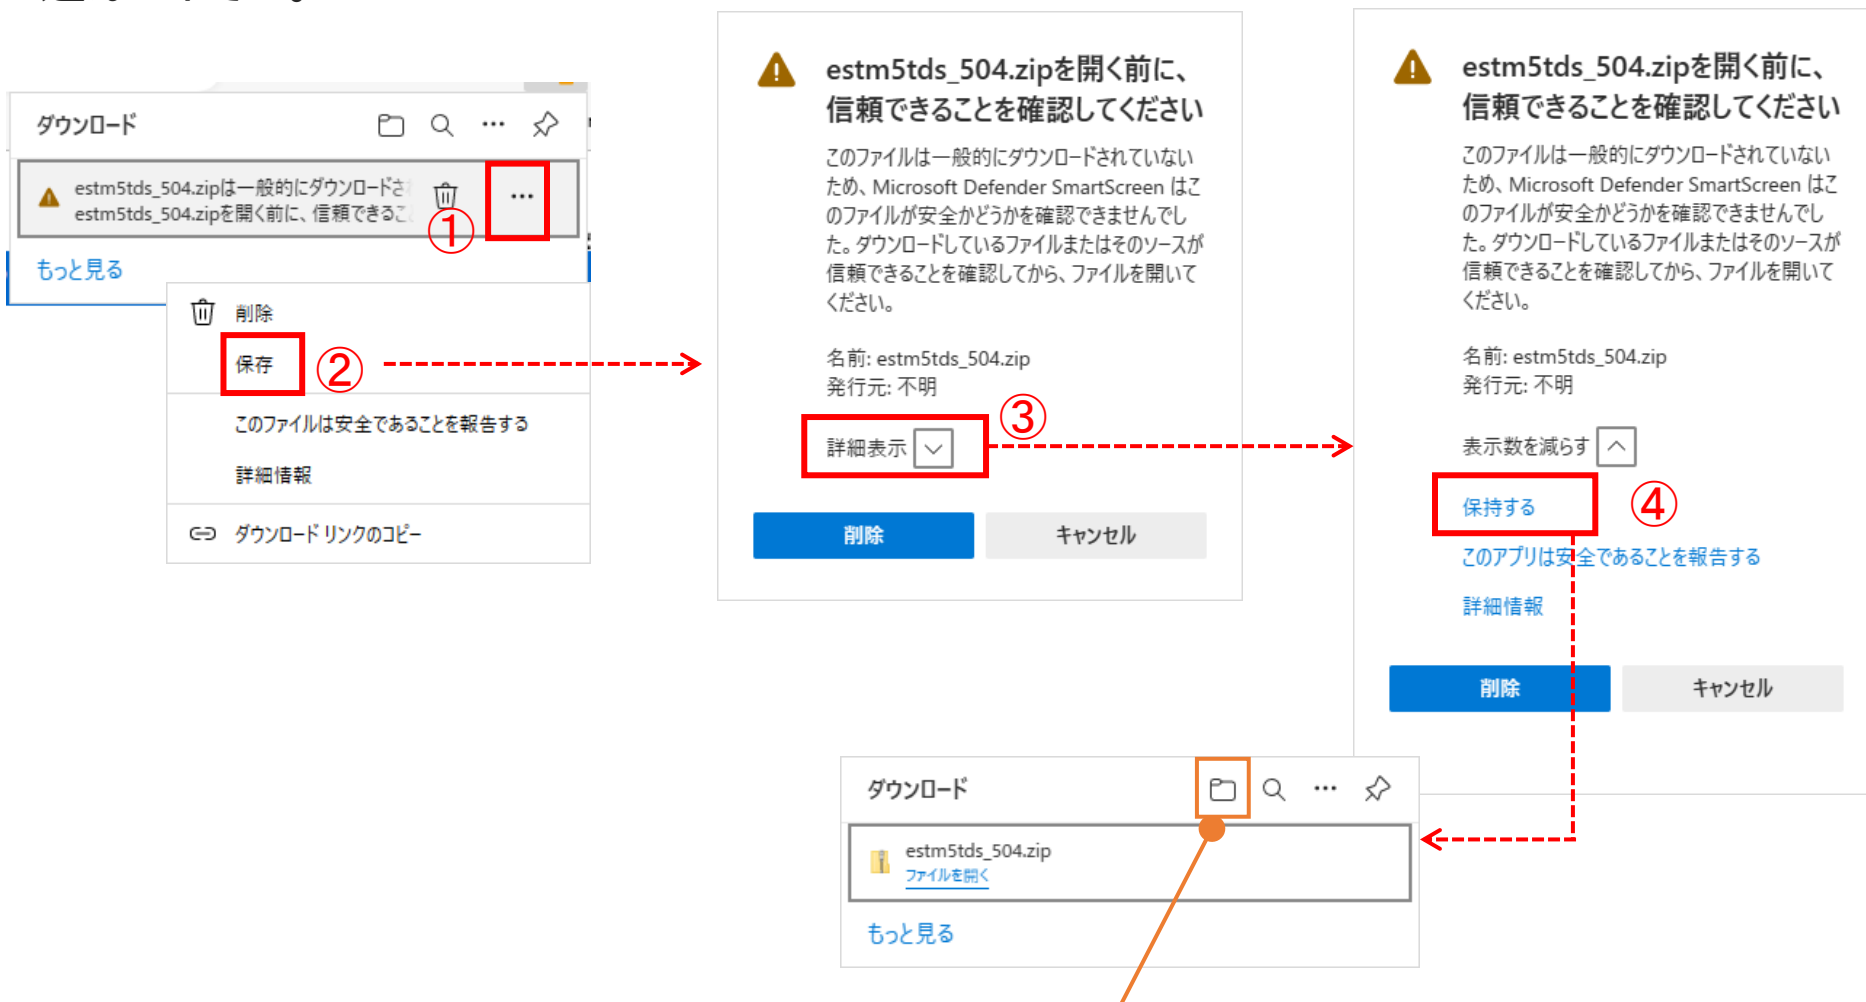 ダウンロード
estm5tds_504.zipは一般的にダウンロードさ
estm5tds_504.zipを開く前に、信頼できるこ
①
もっと見る
削除
保存
②
このファイルは安全であることを報告する
詳細情報
ダウンロード リンクのコピー
estm5tds_504.zipを開く前に、
信頼できることを確認してください
このファイルは一般的にダウンロードされていない
ため、Microsoft Defender SmartScreen はこ
のファイルが安全かどうかを確認できませんでし
た。ダウンロードしているファイルまたはそのソースが
信頼できることを確認してから、ファイルを開いて
ください。
名前: estm5tds_504.zip
発行元: 不明
③
詳細表示
削除
キャンセル
estm5tds_504.zipを開く前に、
信頼できることを確認してください
このファイルは一般的にダウンロードされていない
ため、Microsoft Defender SmartScreen はこ
のファイルが安全かどうかを確認できませんでし
た。ダウンロードしているファイルまたはそのソースが
信頼できることを確認してから、ファイルを開いて
ください。
名前: estm5tds_504.zip
発行元: 不明
表示数を減らす
保持する
④
このアプリは安全であることを報告する
詳細情報
削除
キャンセル
ダウンロード
estm5tds_504.zip
ファイルを開く
もっと見る